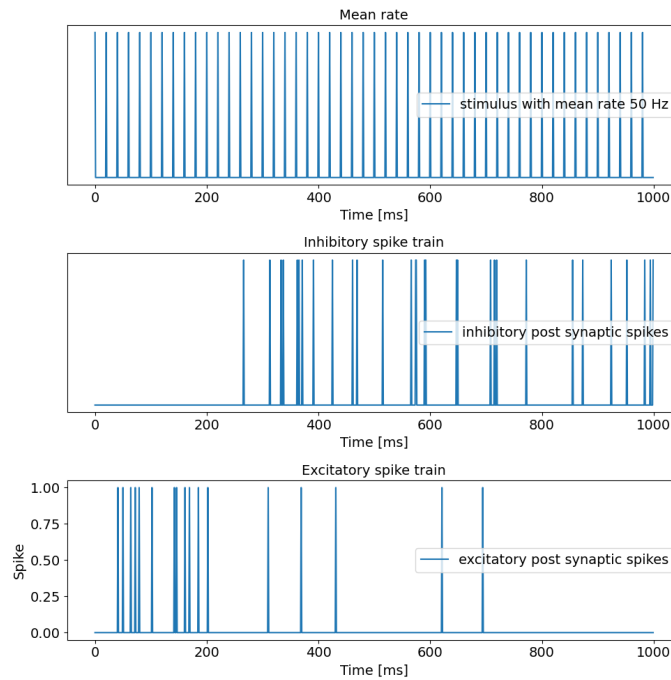 Mean rate
stimulus with mean rate 50 Hz
0 200 400 600 800 1000
Time [ms]
Inhibitory spike train
inhibitory post synaptic spikes
0 200 400 600 800 1000
Time [ms]
Excitatory spike train
1.00
0.75
Spike
0.50
excitatory post synaptic spikes
0.25
0.00
0 200 400 600 800 1000
Time [ms]